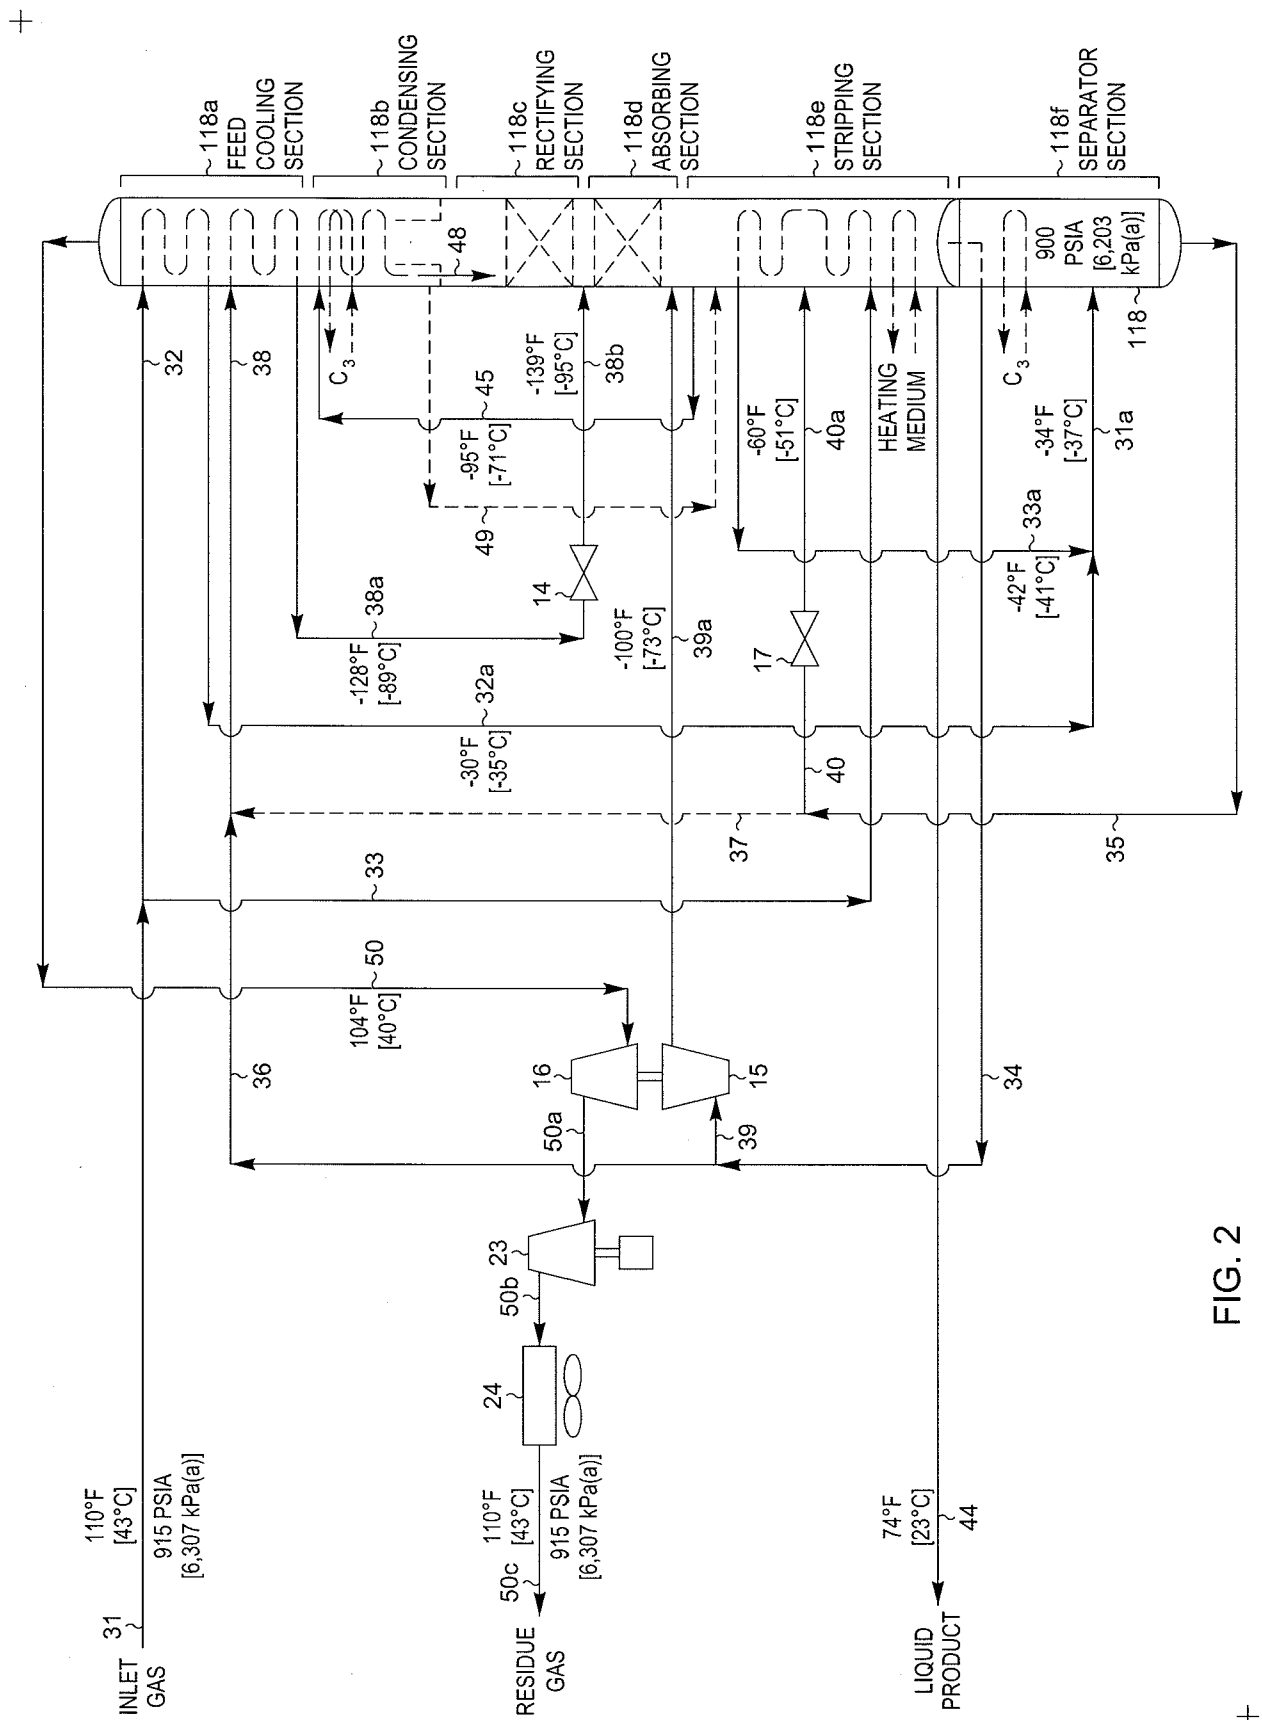 118a
FEED
COOLING
SECTION
118b
CONDENSING
SECTION
118c
RECTIFYING
SECTION
118d
ABSORBING
SECTION
118e
STRIPPING
SECTION
118f
SEPARATOR
SECTION
48
900
PSIA
[6,203
kPa(a)]
118
32
38
C3
45
-95°F
[-71°C]
-139°F
[-95°C]
38b
-60°F
[-51°C]
40a
HEATING
MEDIUM
C3
-34°F
[-37°C]
31a
49
14
38a
-128°F
[-89°C]
-100°F
[-73°C]
39a
17
33a
-42°F
[-41°C]
32a
-30°F
[-35°C]
40
37
35
33
50
104°F
[40°C]
36
16
15
34
50a
39
23
50b
24
110°F
[43°C]
915 PSIA
[6,307 kPa(a)]
31
INLET
GAS
110°F
[43°C]
915 PSIA
[6,307 kPa(a)]
50c
RESIDUE
GAS
74°F
[23°C]
44
LIQUID
PRODUCT
FIG. 2